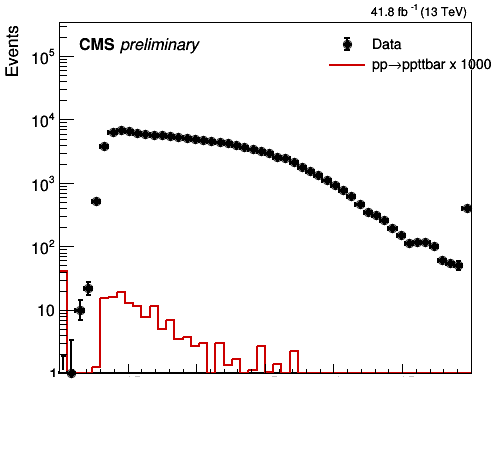 41.8 fb⁻¹ (13 TeV)
Events
CMS preliminary
Data
pp→ppttbar x 1000
10⁵
10⁴
10³
10²
10
1